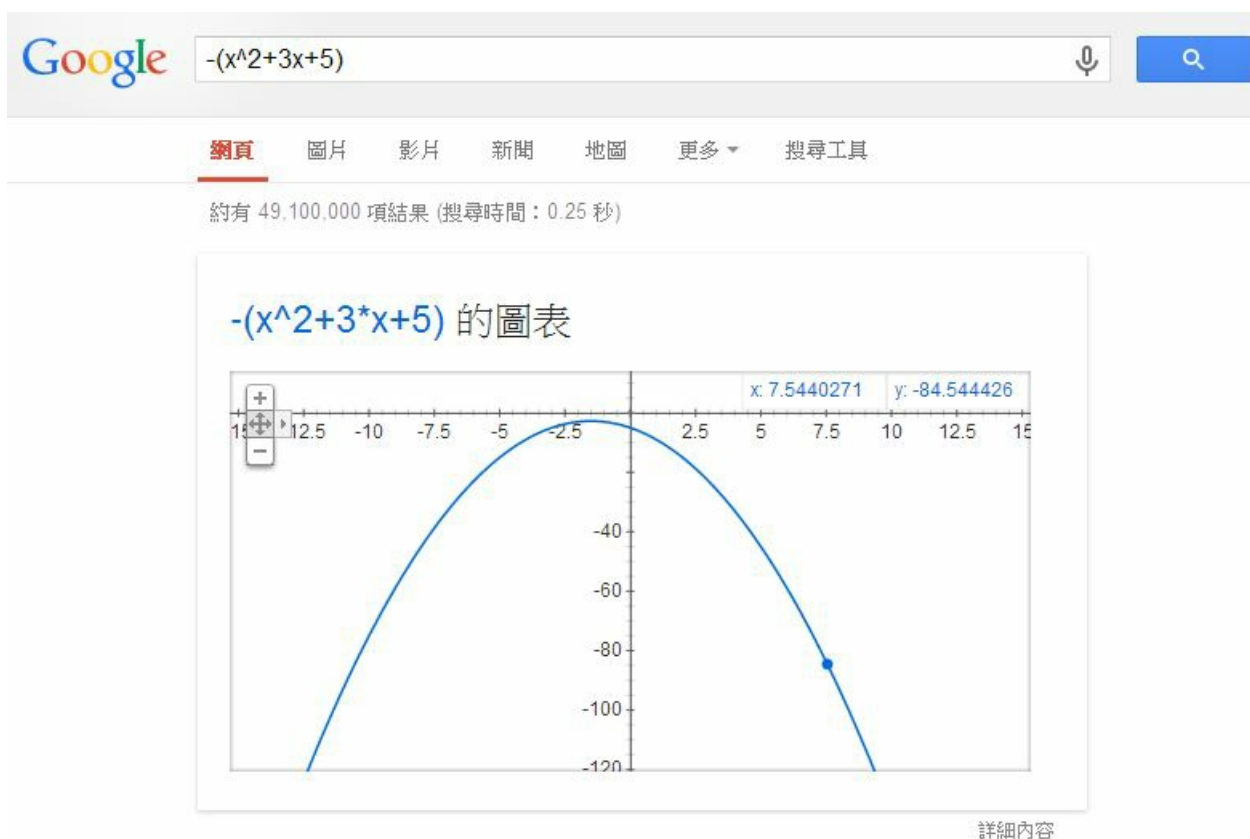 Google -(x^2+3x+5)
網頁 圖片 影片 新聞 地圖 更多 搜尋工具
約有 49,100,000 項結果 (搜尋時間：0.25 秒)
-(x^2+3*x+5) 的圖表
x: 7.5440271 y: -84.544426
+
15 12.5 -10 -7.5 -5 -2.5 2.5 5 7.5 10 12.5 15
−
-40
-60
-80
-100
-120
詳細內容